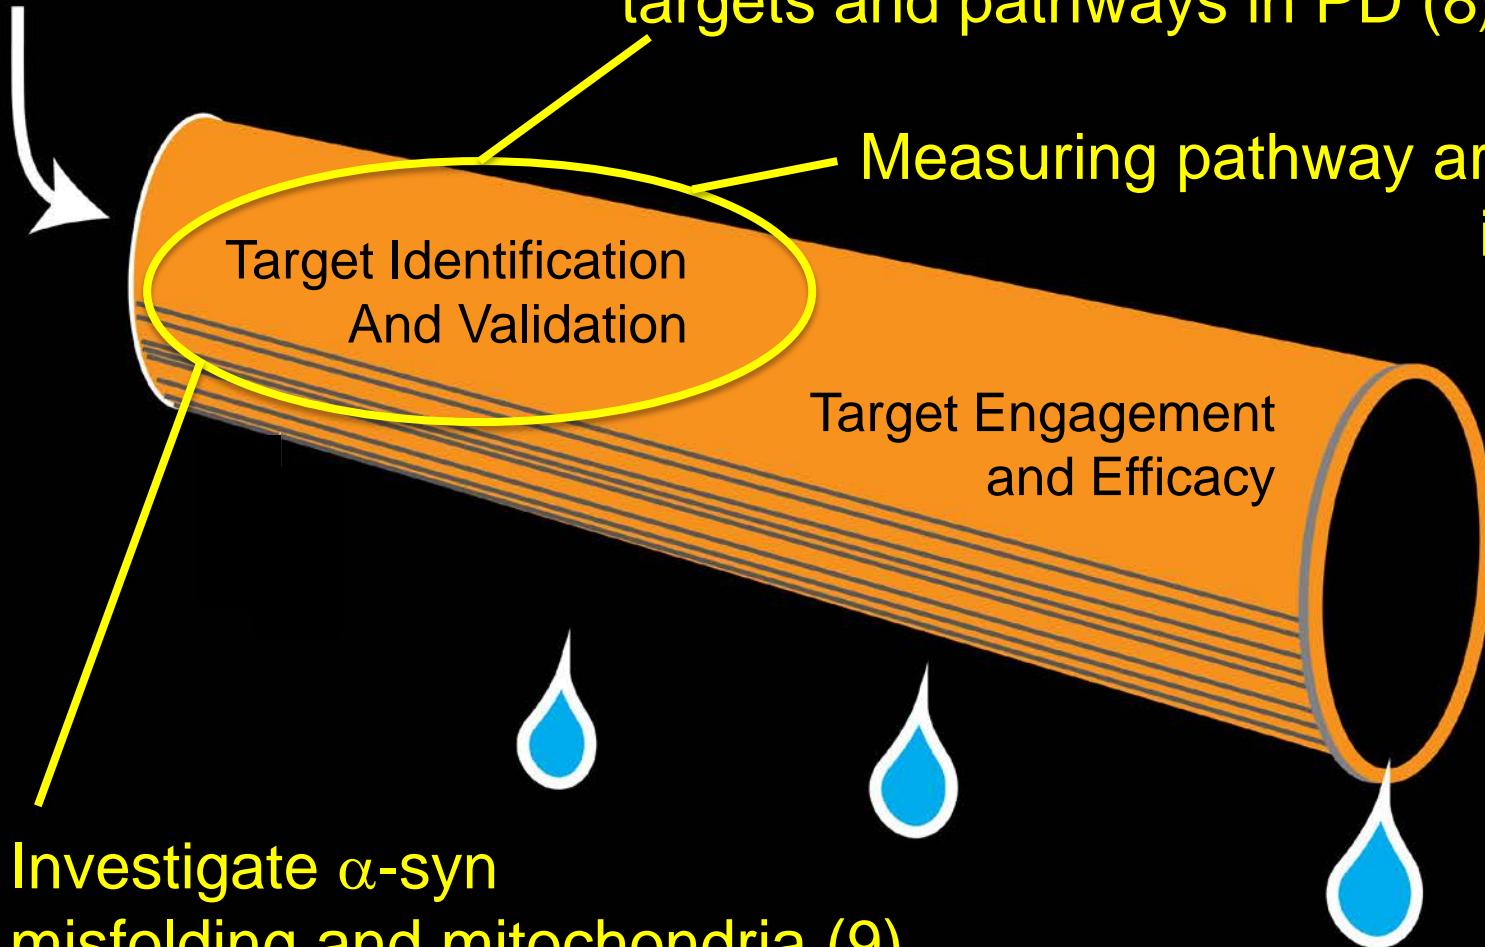 targets and pathways in PD (8)
Measuring pathway
Target Identification
And Validation
Target Engagement
and Efficacy
Investigate α-syn
misfolding and mitochondria (9)